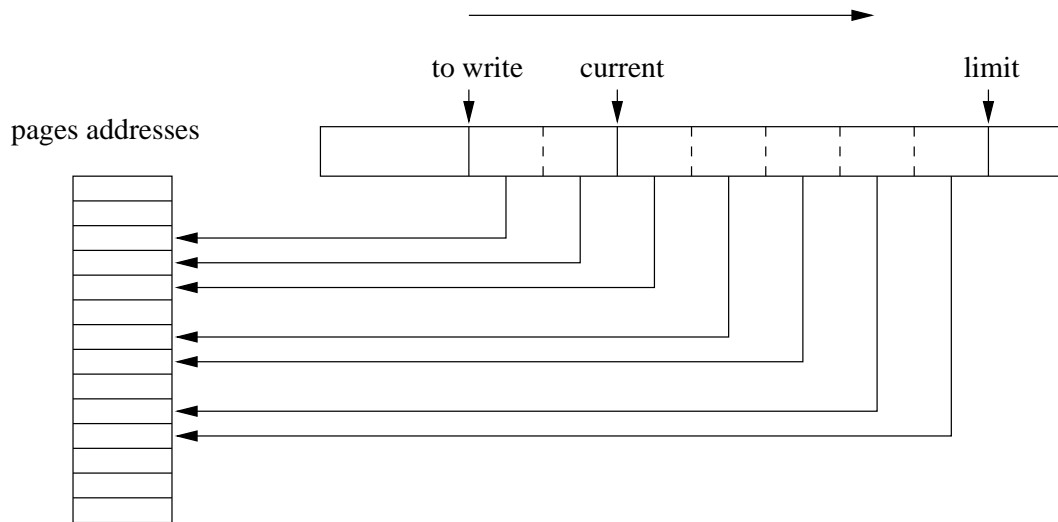 to write
current
limit
pages addresses